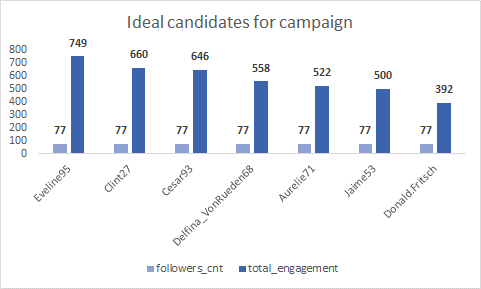 Ideal candidates for campaign
800
700
600
500
400
300
200
100
0
77 749
77 660
77 646
77 558
77 522
77 500
77 392
Eveline95
Clint27
Cesar93
Delfina_VonRueden68
Aurelie71
Jaime53
Donald.Fritsch
followers_cnt total_engagement